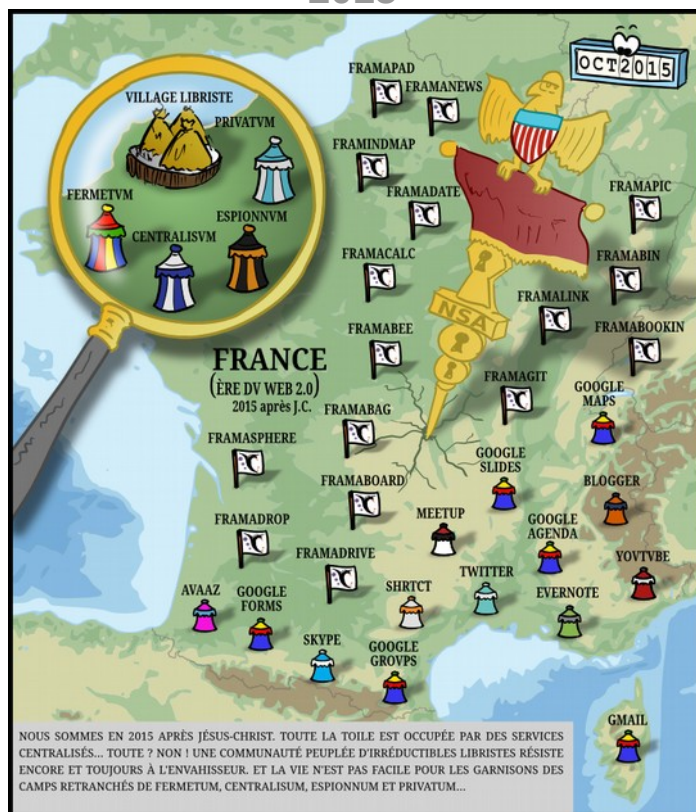 OCT2015
VILLAGE LIBRISTE
PRIVATVM
FERMETVM
ESPIONNVM
CENTRALISVM
FRAMAPAD
FRAMANEWS
FRAMINDMAP
FRAMADATE
FRAMAPIC
FRAMACALC
FRAMABIN
NSA
FRAMALINK
FRAMABEE
FRAMABOOKIN
FRANCE
(ÈRE DV WEB 2.0)
2015 après J.C.
FRAMAGIT
GOOGLE
MAPS
FRAMABAG
FRAMASPHERE
GOOGLE
SLIDES
FRAMABOARD
BLOGGER
MEETUP
FRAMADROP
GOOGLE
AGENDA
FRAMADRIVE
YOVTVBE
TWITTER
AVAAZ
GOOGLE
FORMS
SHRTCT
EVERNOTE
SKYPE
GOOGLE
GROVPS
GMAIL
NOUS SOMMES EN 2015 APRÈS JÉSUS-CHRIST. TOUTE LA TOILE EST OCCUPÉE PAR DES SERVICES
CENTRALISÉS... TOUTE ? NON ! UNE COMMUNAUTÉ PEUPLÉE D'IRRÉDUCTIBLES LIBRISTES RÉSISTE
ENCORE ET TOUJOURS À L'ENVAHISSEUR. ET LA VIE N'EST PAS FACILE POUR LES GARNISONS DES
CAMPS RETRANCHÉS DE FERMETUM, CENTRALISUM, ESPIONNUM ET PRIVATUM...